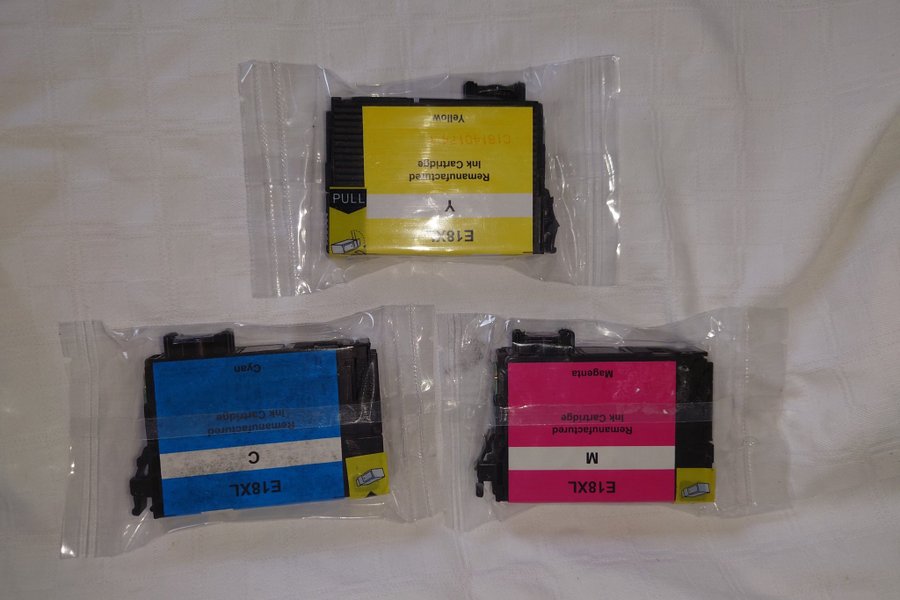 PULL
E18XL
Y
Remanufactured
Ink Cartridge
Yellow
E18XL
C
Remanufactured
Ink Cartridge
Cyan
E18XL
M
Remanufactured
Ink Cartridge
Magenta